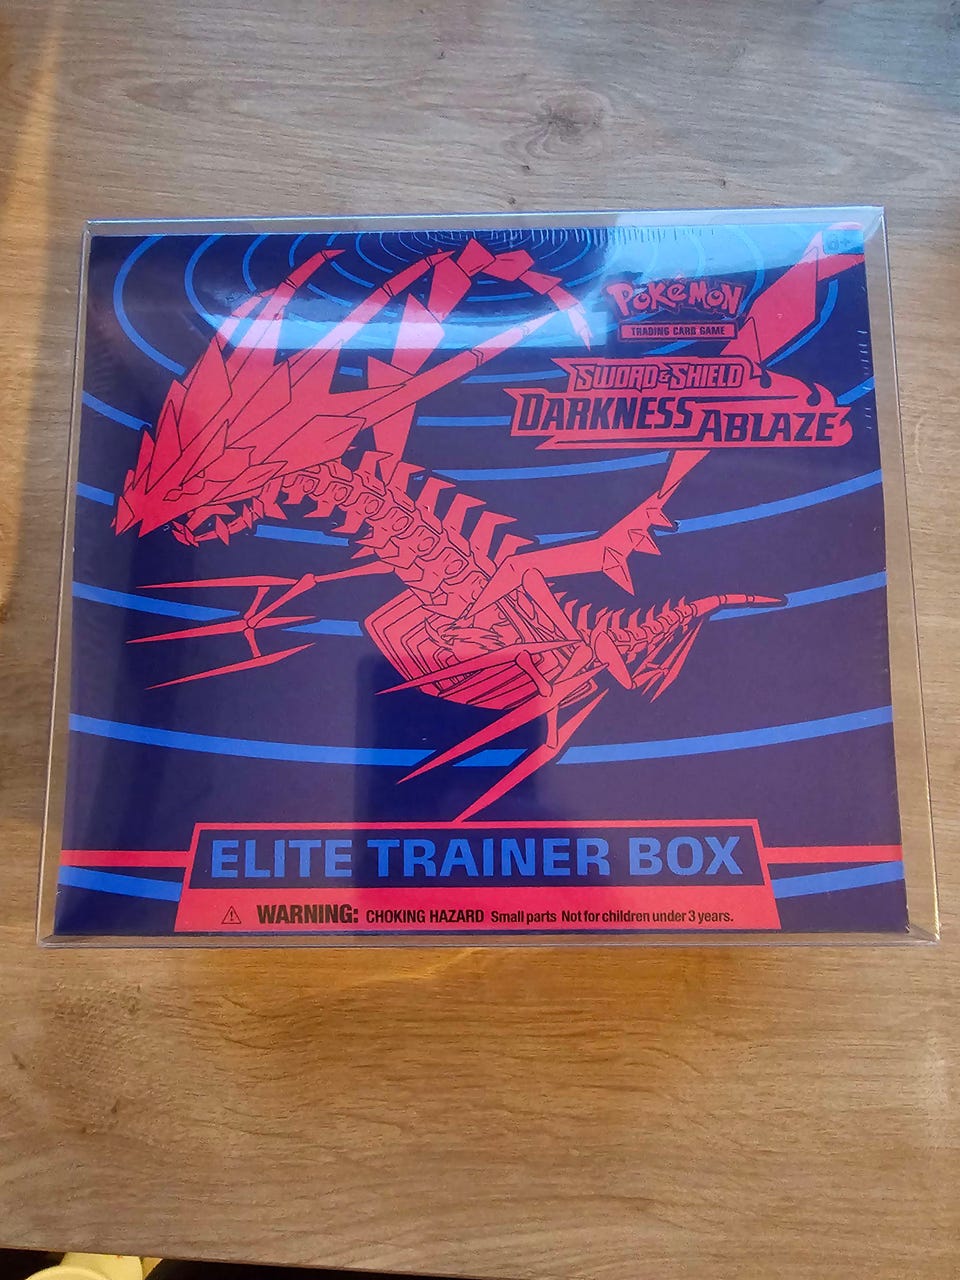 6+
POKéMON
TRADING CARD GAME
SWORD & SHIELD
DARKNESS ABLAZE
ELITE TRAINER BOX
WARNING: CHOKING HAZARD Small parts Not for children under 3 years.